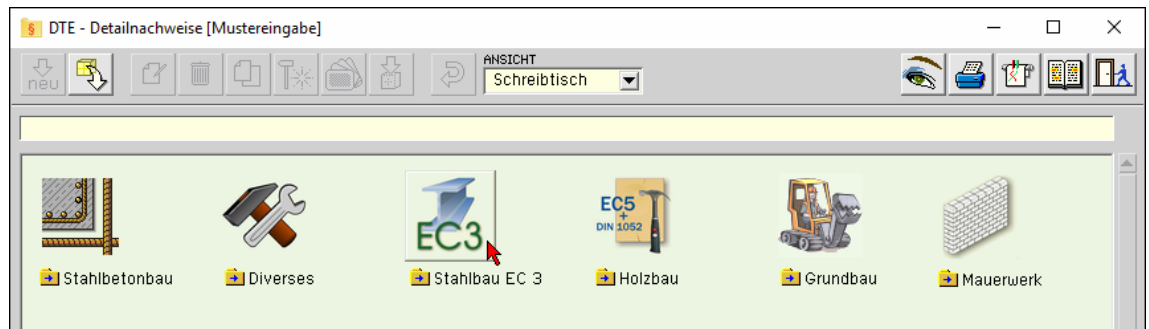 § DTE - Detailnachweise [Mustereingabe]
neu
ANSICHT
Schreibtisch
EC3
EC5
+
DIN 1052
Stahlbetonbau
Diverses
Stahlbau EC 3
Holzbau
Grundbau
Mauerwerk